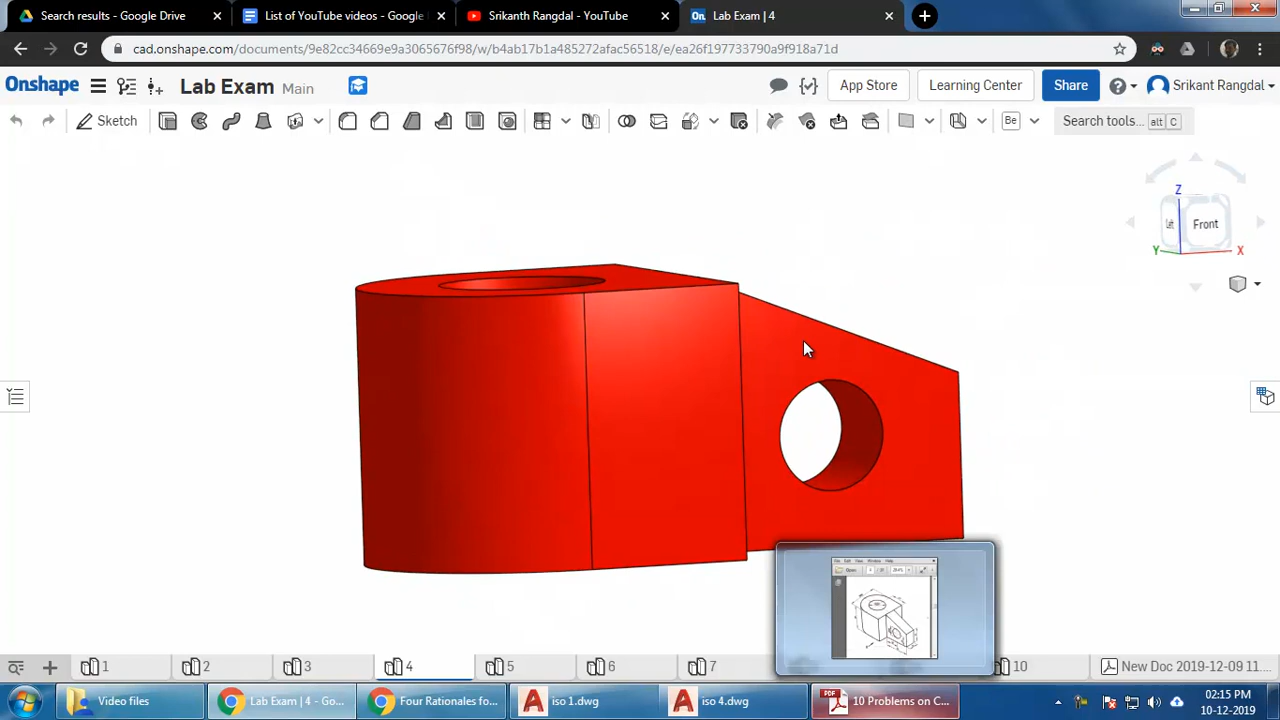 Search results - Google Drive
List of YouTube videos - Google
Srikanth Rangdal - YouTube
On. Lab Exam | 4
cad.onshape.com/documents/9e82cc34669e9a3065676f98/w/b4ab17b1a485272afac56518/e/ea26f197733790a9f918a71d
Onshape Lab Exam Main App Store Learning Center Share Srikant Rangdal
Sketch Be Search tools... alt C
Z
Front
Y X
1 2 3 4 5 6 7 10 New Doc 2019-12-09 11...
Video files Lab Exam | 4 - Go... Four Rationales fo... iso 1.dwg iso 4.dwg PDF 10 Problems on C... 02:15 PM
10-12-2019